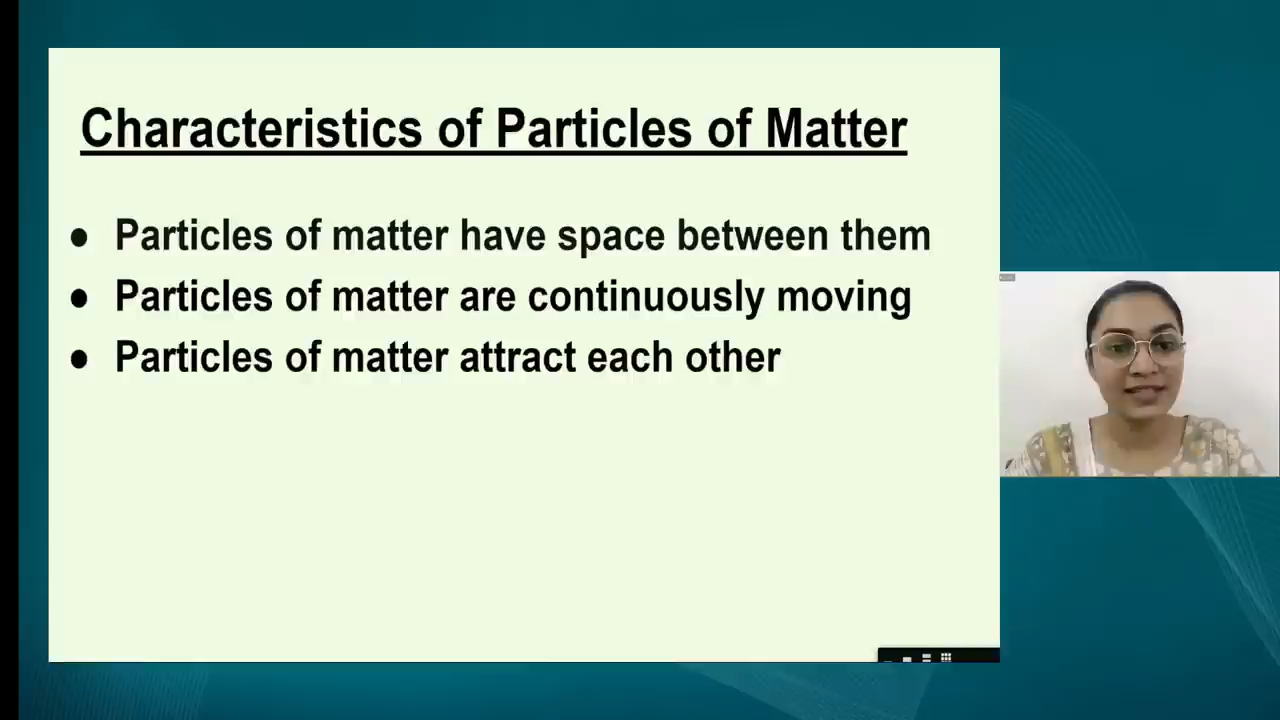 Characteristics of Particles of Matter
● Particles of matter have space between them
● Particles of matter are continuously moving
● Particles of matter attract each other